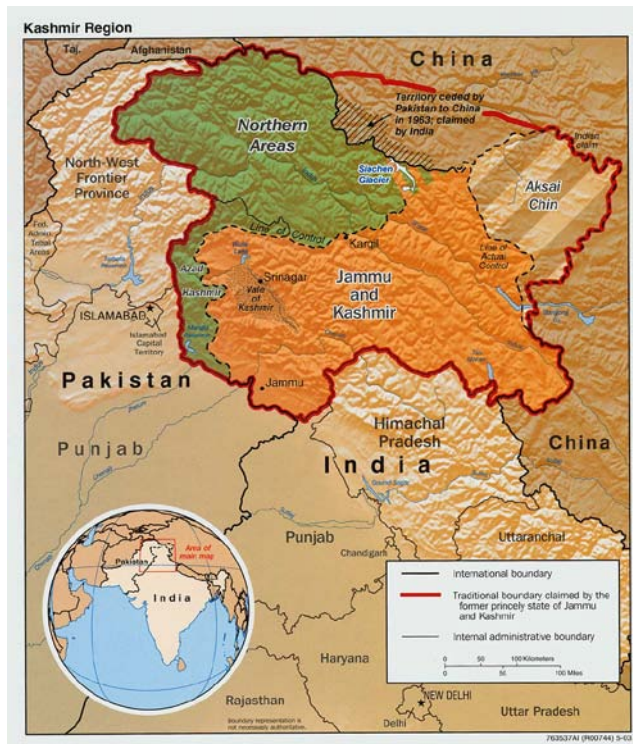 Kashmir Region
Taj.
Afghanistan
China
Territory ceded by
Pakistan to China
in 1963; claimed
by India
Indian
claim
Northern
Areas
Siachen
Glacier
Aksai
Chin
North-West
Frontier
Province
Line of Control
Kargil
Line of
Actual
Control
Azad
Kashmir
Srinagar
Vale
of
Kashmir
Jammu
and
Kashmir
ISLAMABAD
Islamabad
Capital
Territory
Pakistan
Jammu
Himachal
Pradesh
China
Punjab
India
Uttaranchal
Punjab
Chandigarh
Area of
main map
Pakistan
India
International boundary
Traditional boundary claimed by the
former princely state of Jammu
and Kashmir
Internal administrative boundary
0 50 100 Kilometers
0 50 100 Miles
Haryana
NEW DELHI
Delhi
Rajasthan
Uttar Pradesh
Boundary representation is
not necessarily authoritative.
763537AI (R00744) 5-03